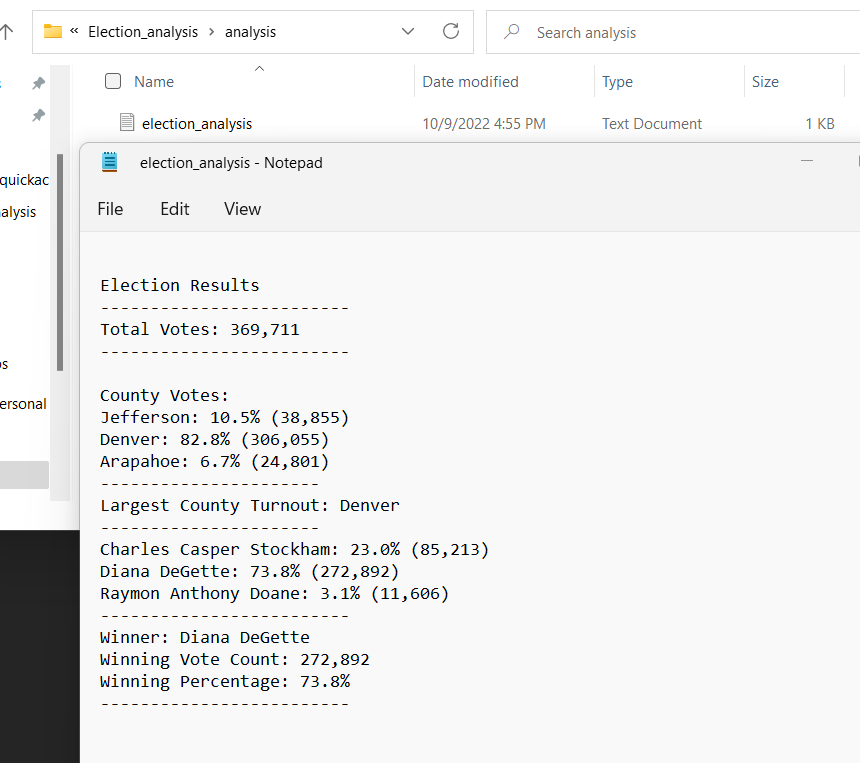 « Election_analysis › analysis
Search analysis
Name Date modified Type Size
election_analysis 10/9/2022 4:55 PM Text Document 1 KB
quickac
alysis
ersonal
election_analysis - Notepad
File Edit View
Election Results
-------------------------
Total Votes: 369,711
-------------------------
County Votes:
Jefferson: 10.5% (38,855)
Denver: 82.8% (306,055)
Arapahoe: 6.7% (24,801)
----------------------
Largest County Turnout: Denver
----------------------
Charles Casper Stockham: 23.0% (85,213)
Diana DeGette: 73.8% (272,892)
Raymon Anthony Doane: 3.1% (11,606)
-------------------------
Winner: Diana DeGette
Winning Vote Count: 272,892
Winning Percentage: 73.8%
-------------------------